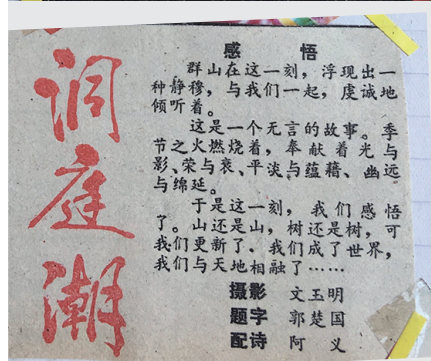 洞庭潮
感悟
群山在这一刻，浮现出一
种静穆，与我们一起，虔诚地
倾听着。
这是一个无言的故事。季
节之火燃烧着，奉献着光与
影、荣与衰、平淡与蕴藉、幽远
与绵延。
于是这一刻，我们感悟
了。山还是山，树还是树，可
我们更新了、我们成了世界，
我们与天地相融了……
摄影 文玉明
题字 郭楚国
配诗 阿义